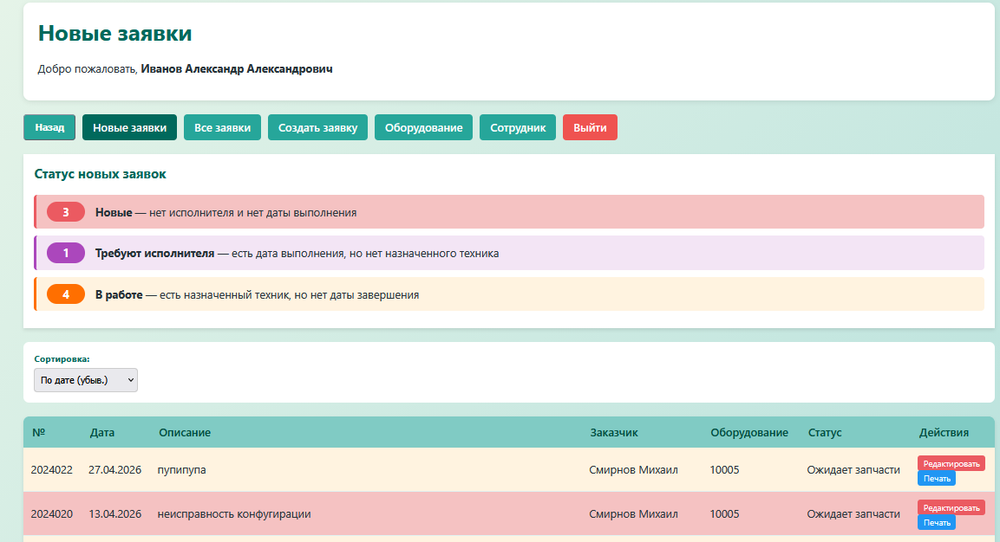 Новые заявки
Добро пожаловать, Иванов Александр Александрович
Назад Новые заявки Все заявки Создать заявку Оборудование Сотрудник Выйти
Статус новых заявок
3 Новые — нет исполнителя и нет даты выполнения
1 Требуют исполнителя — есть дата выполнения, но нет назначенного техника
4 В работе — есть назначенный техник, но нет даты завершения
Сортировка:
По дате (убыв.)
№ Дата Описание Заказчик Оборудование Статус Действия
2024022 27.04.2026 пупипупа Смирнов Михаил 10005 Ожидает запчасти Редактировать
Печать
2024020 13.04.2026 неисправность конфугирации Смирнов Михаил 10005 Ожидает запчасти Редактировать
Печать